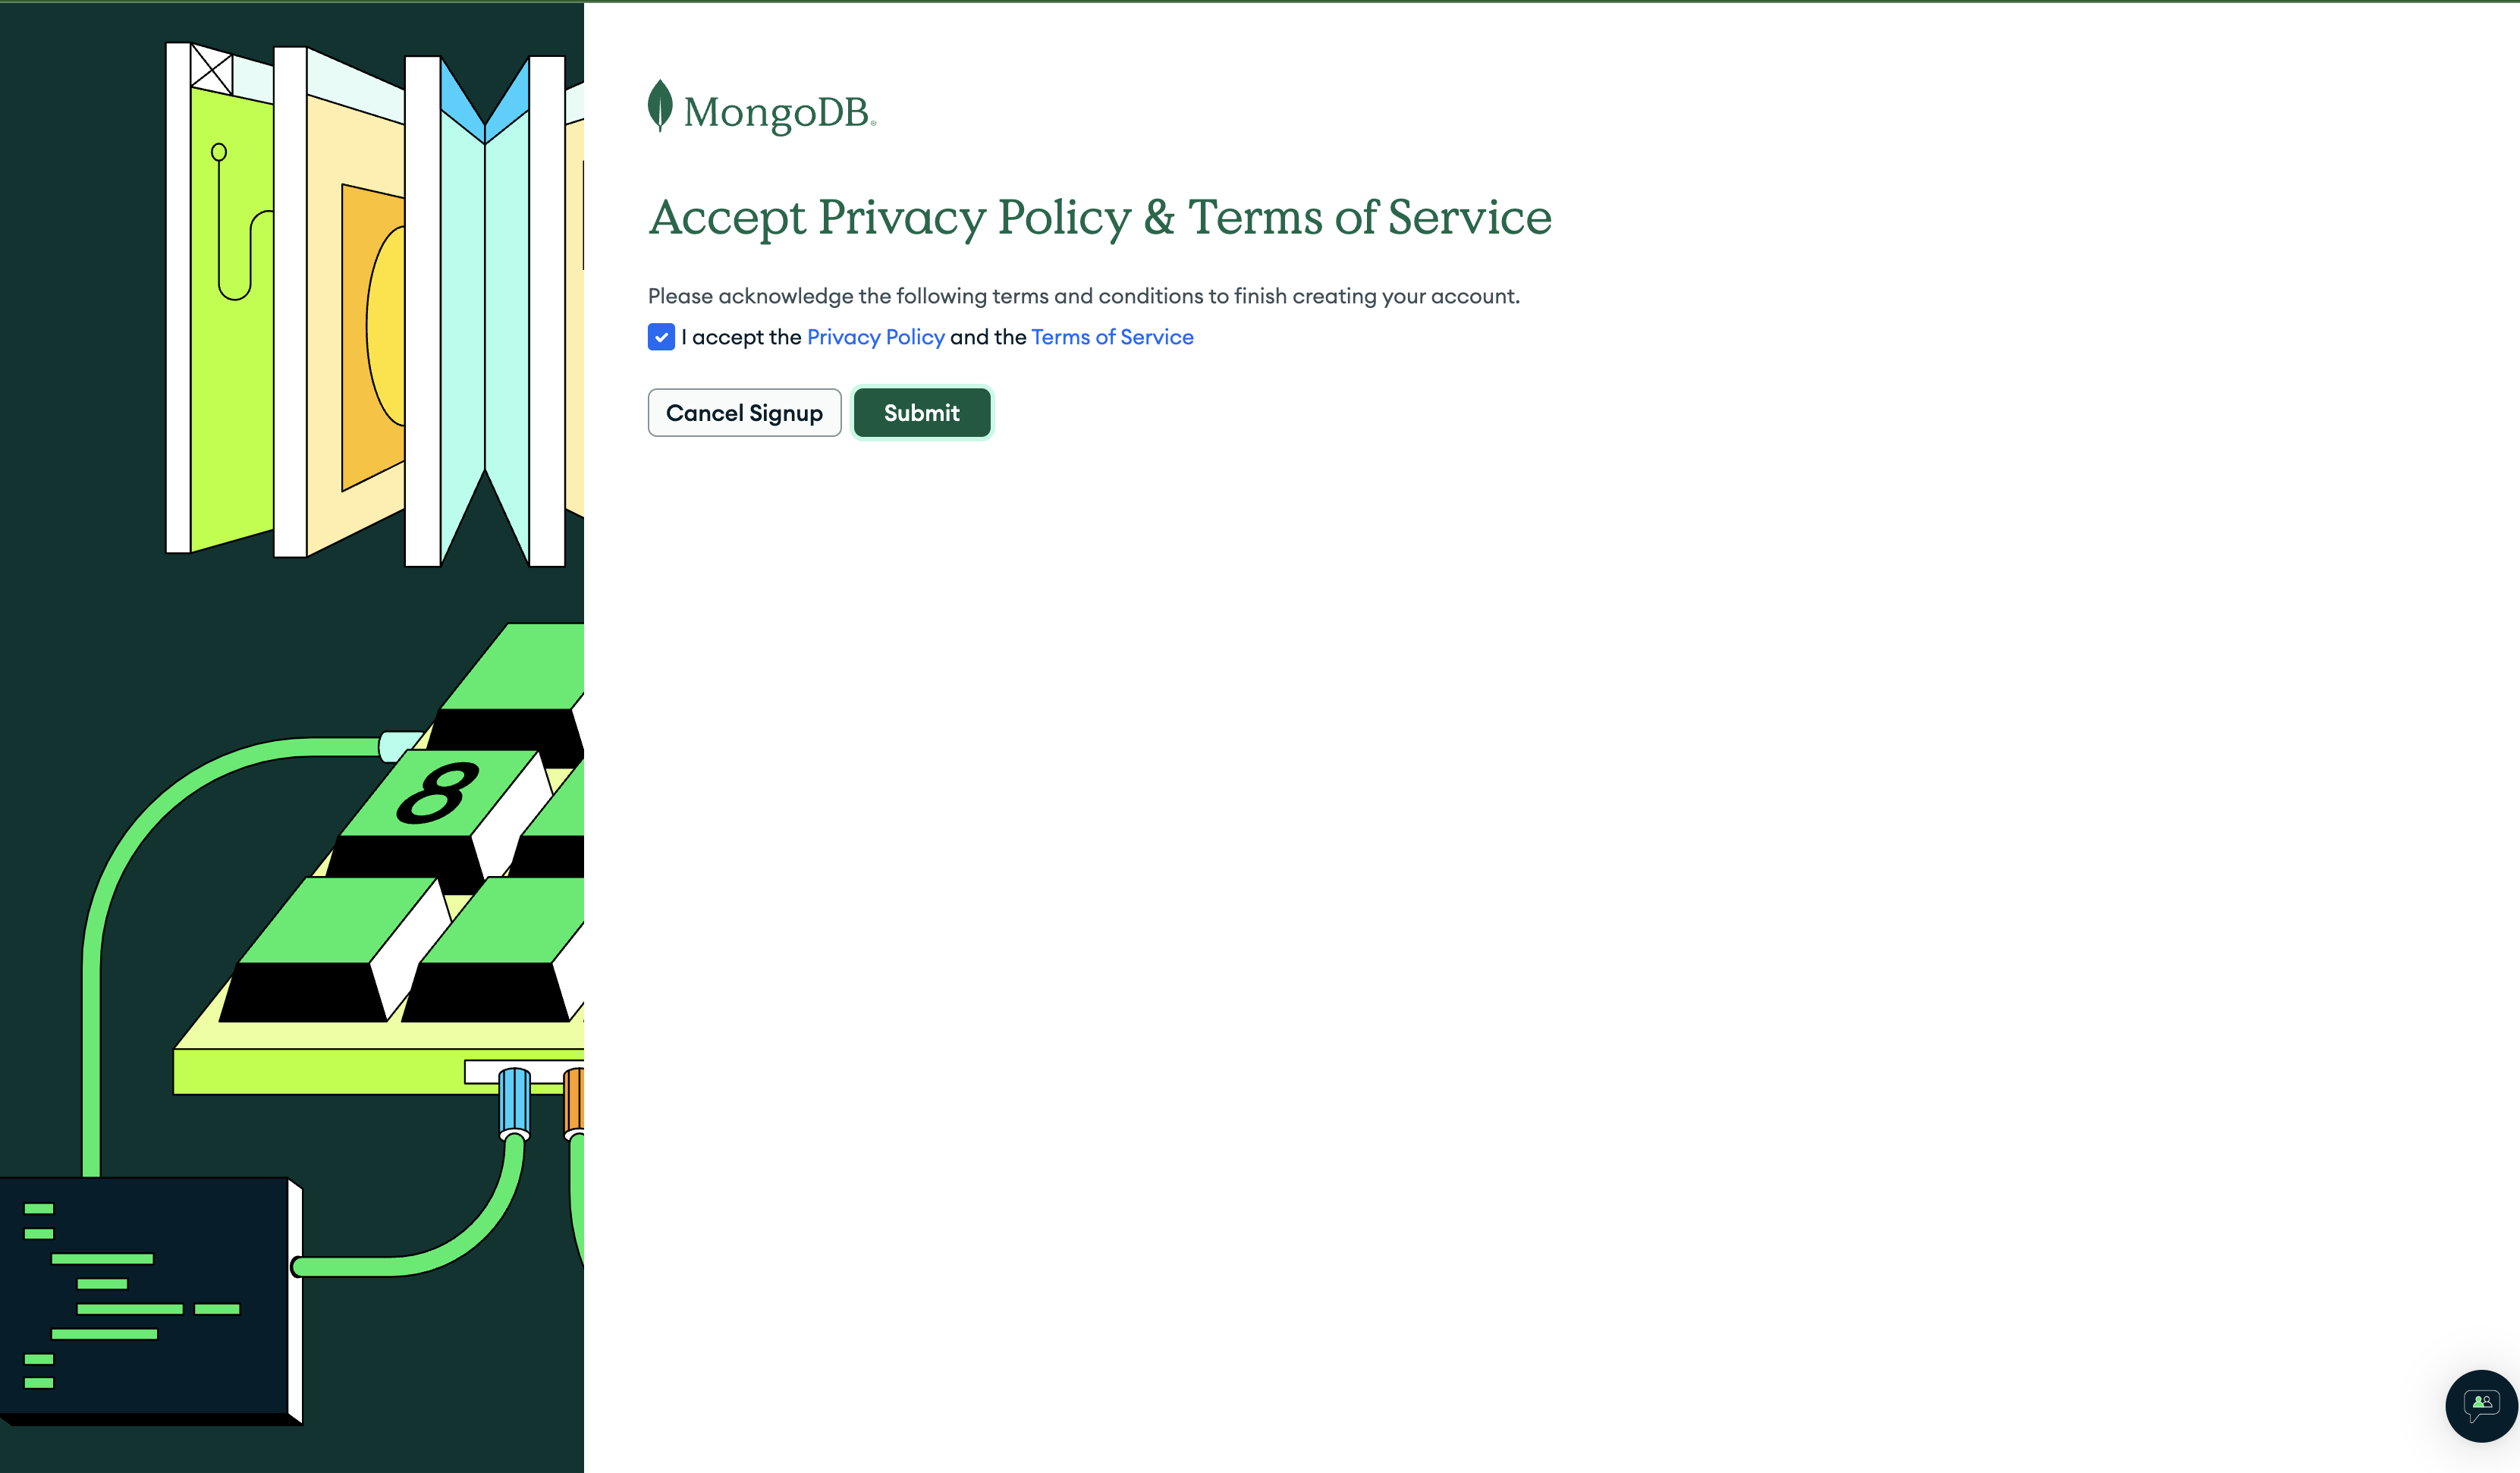 MongoDB®
Accept Privacy Policy & Terms of Service
Please acknowledge the following terms and conditions to finish creating your account.
I accept the Privacy Policy and the Terms of Service
Cancel Signup
Submit
8